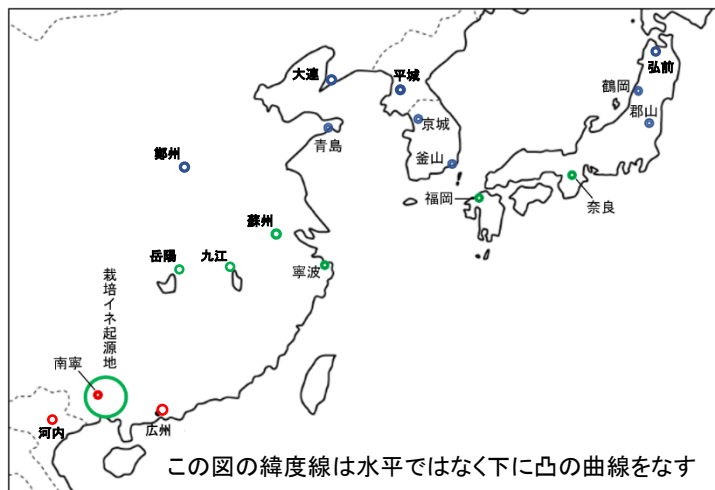 弘前
大連
平城
鶴岡
郡山
京城
青島
釜山
鄭州
奈良
福岡
蘇州
岳陽
九江
寧波
栽培イネ起源地
南寧
河内
広州
この図の緯度線は水平ではなく下に凸の曲線をなす